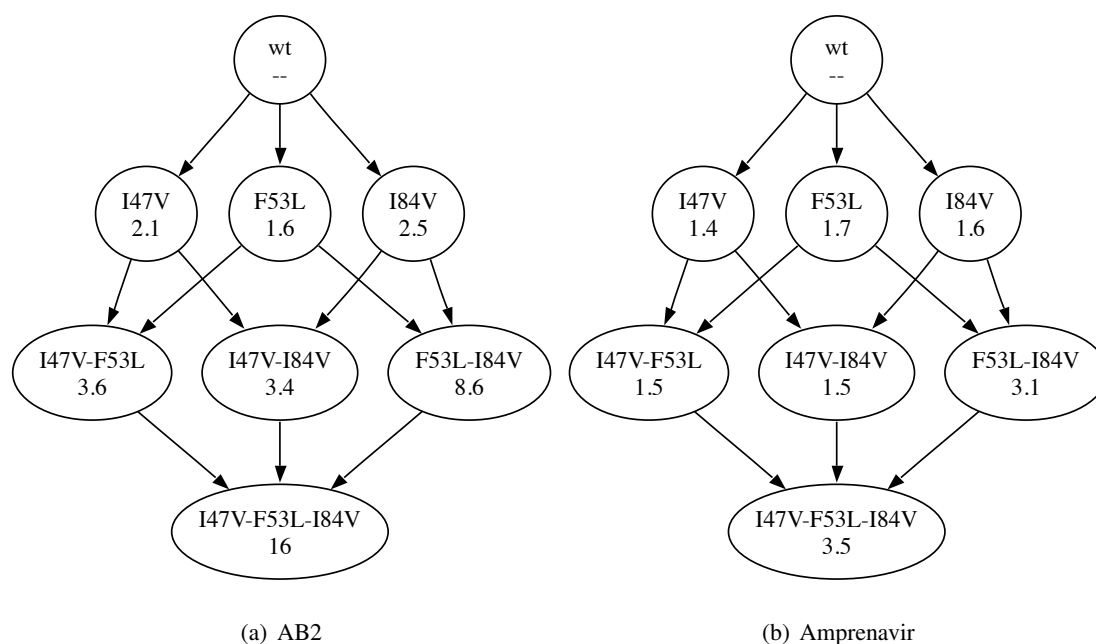 wt
--
I47V
2.1
F53L
1.6
I84V
2.5
I47V-F53L
3.6
I47V-I84V
3.4
F53L-I84V
8.6
I47V-F53L-I84V
16
(a) AB2
wt
--
I47V
1.4
F53L
1.7
I84V
1.6
I47V-F53L
1.5
I47V-I84V
1.5
F53L-I84V
3.1
I47V-F53L-I84V
3.5
(b) Amprenavir